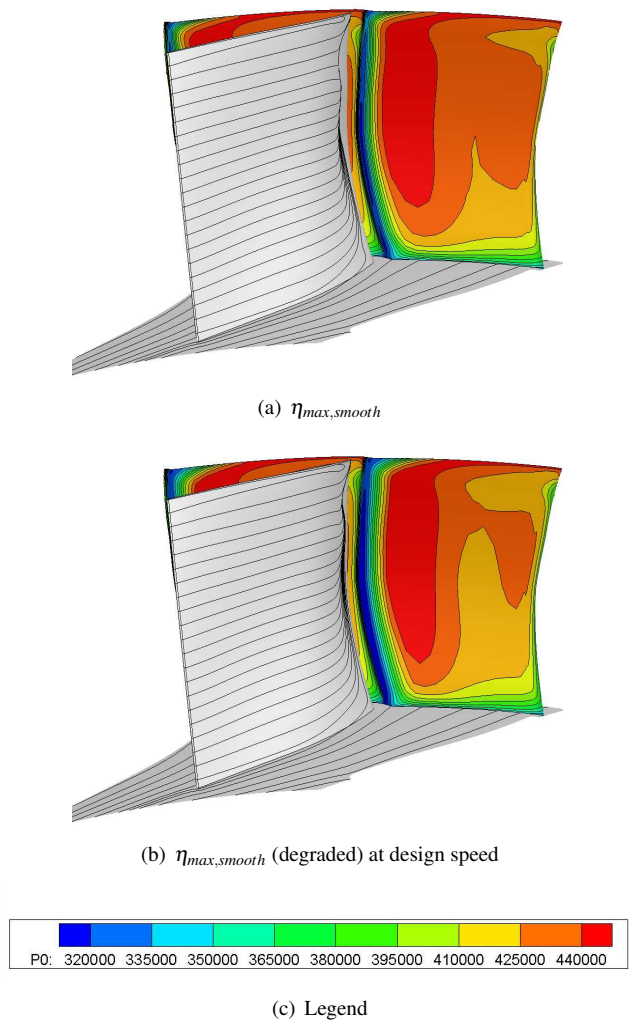 (a) ηmax,smooth
(b) ηmax,smooth (degraded) at design speed
P0: 320000 335000 350000 365000 380000 395000 410000 425000 440000
(c) Legend